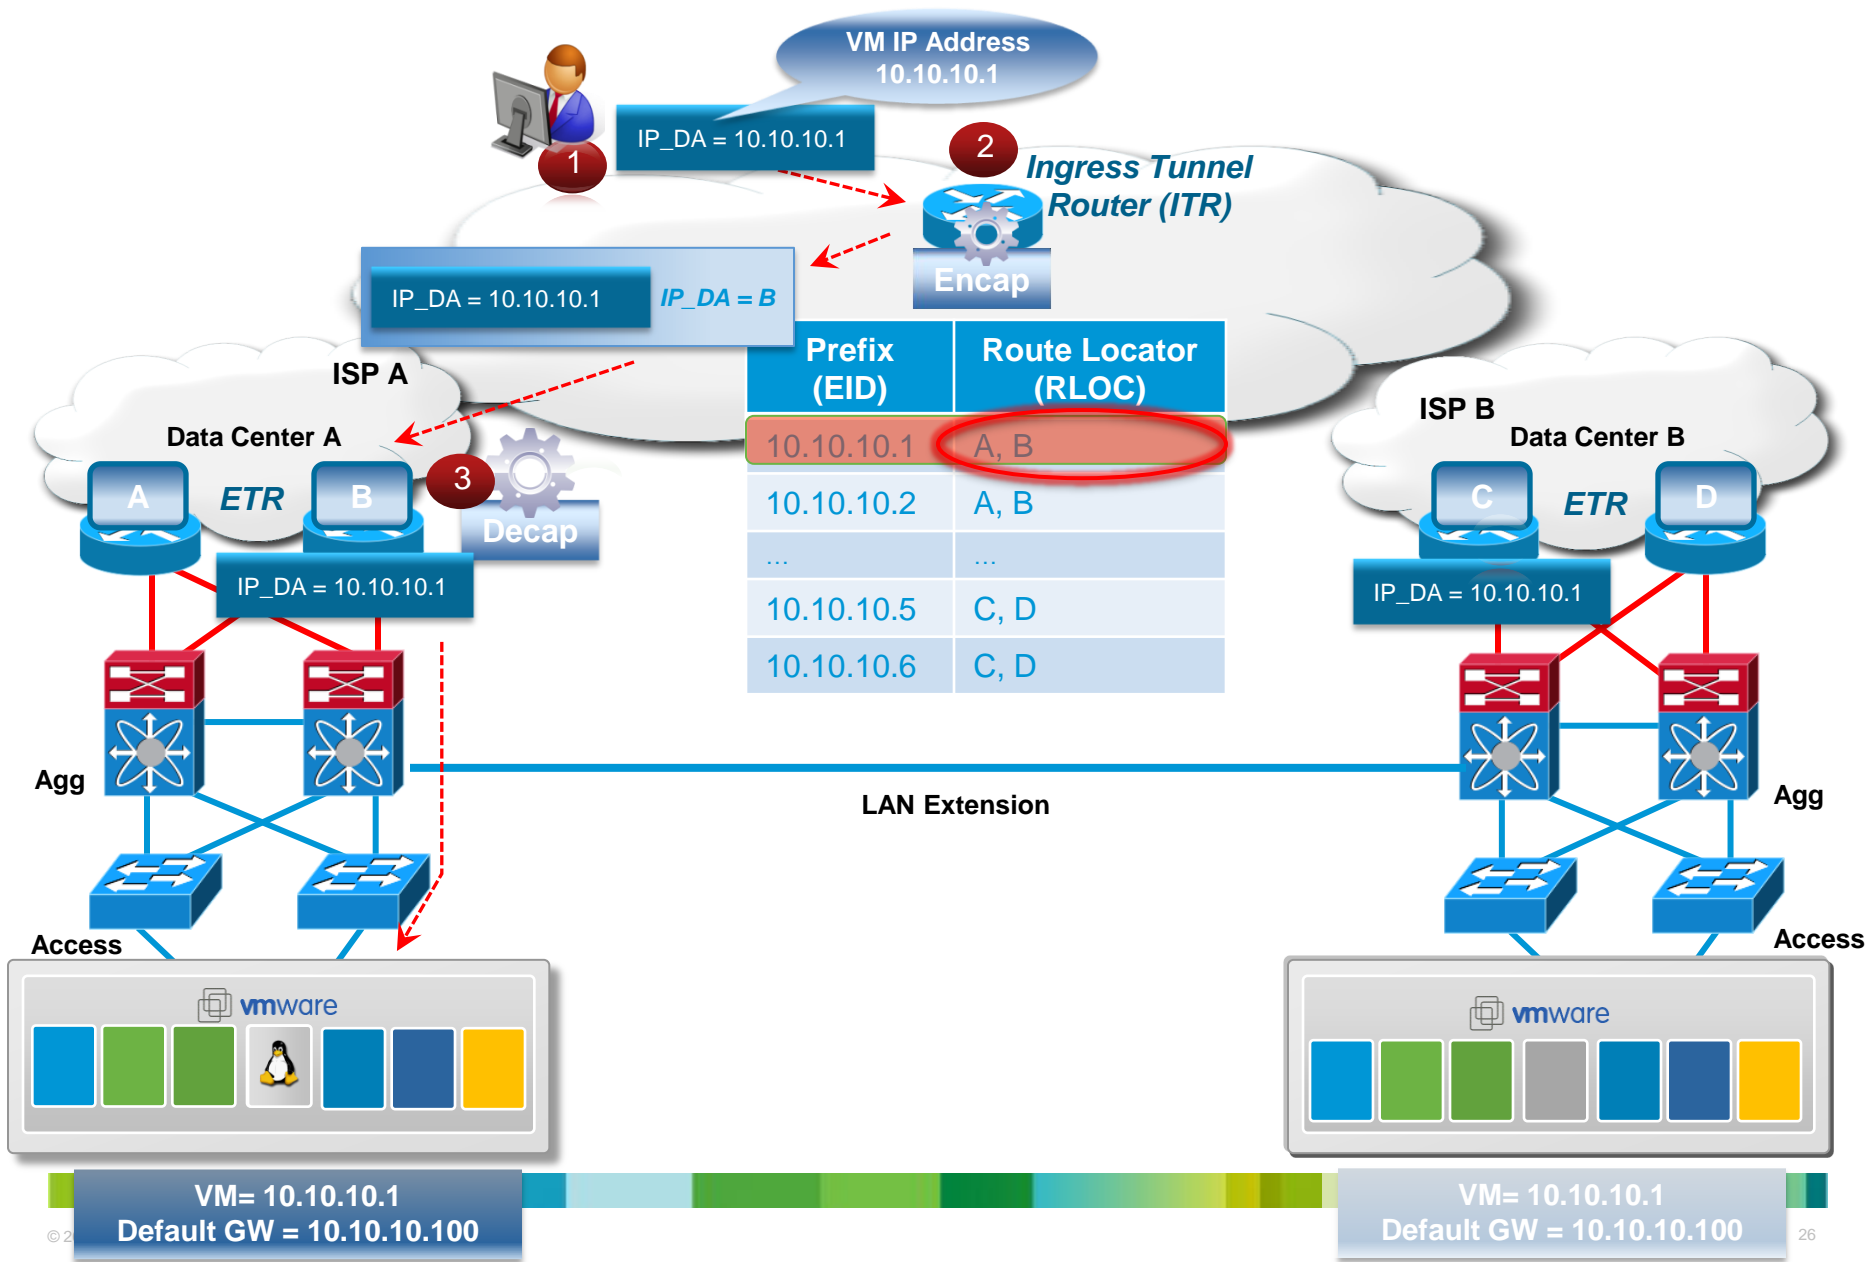 VM IP Address
10.10.10.1
IP_DA = 10.10.10.1
1
2
Ingress Tunnel
Router (ITR)
Encap
IP_DA = 10.10.10.1
IP_DA = B
Prefix
(EID)
Route Locator
(RLOC)
10.10.10.1
A, B
10.10.10.2
A, B
...
...
10.10.10.5
C, D
10.10.10.6
C, D
ISP A
Data Center A
A
ETR
B
3
Decap
IP_DA = 10.10.10.1
ISP B
Data Center B
C
ETR
D
IP_DA = 10.10.10.1
Agg
LAN Extension
Agg
Access
Access
vmware
vmware
VM= 10.10.10.1
Default GW = 10.10.10.100
VM= 10.10.10.1
Default GW = 10.10.10.100
©
26